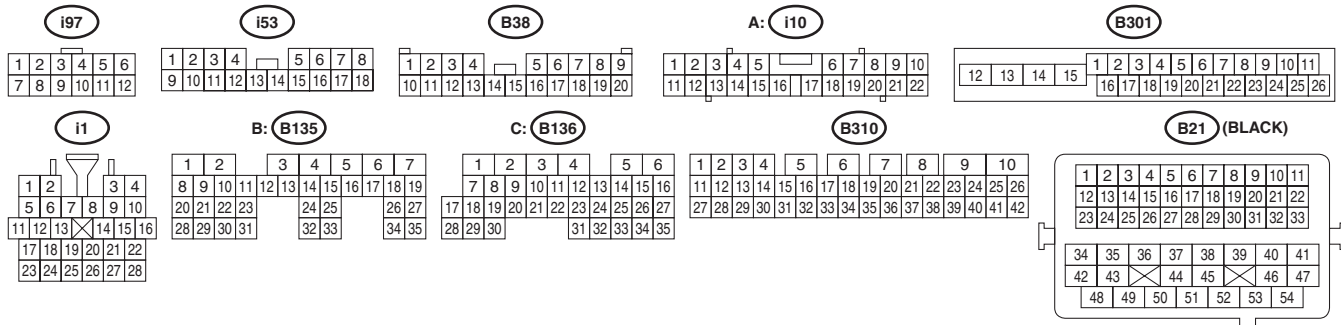 i97 i53 B38 A: i10 B301
1 2 3 4 5 6
7 8 9 10 11 12
1 2 3 4 5 6 7 8
9 10 11 12 13 14 15 16 17 18
1 2 3 4 5 6 7 8 9
10 11 12 13 14 15 16 17 18 19 20
1 2 3 4 5 6 7 8 9 10
11 12 13 14 15 16 17 18 19 20 21 22
1 2 3 4 5 6 7 8 9 10 11
12 13 14 15
16 17 18 19 20 21 22 23 24 25 26
i1 B: B135 C: B136 B310 B21 (BLACK)
1 2 3 4
5 6 7 8 9 10
11 12 13 14 15 16
17 18 19 20 21 22
23 24 25 26 27 28
1 2 3 4 5 6 7
8 9 10 11 12 13 14 15 16 17 18 19
20 21 22 23 24 25 26 27
28 29 30 31 32 33 34 35
1 2 3 4 5 6
7 8 9 10 11 12 13 14 15 16
17 18 19 20 21 22 23 24 25 26 27
28 29 30 31 32 33 34 35
1 2 3 4 5 6 7 8 9 10
11 12 13 14 15 16 17 18 19 20 21 22 23 24 25 26
27 28 29 30 31 32 33 34 35 36 37 38 39 40 41 42
1 2 3 4 5 6 7 8 9 10 11
12 13 14 15 16 17 18 19 20 21 22
23 24 25 26 27 28 29 30 31 32 33
34 35 36 37 38 39 40 41
42 43 44 45 46 47
48 49 50 51 52 53 54